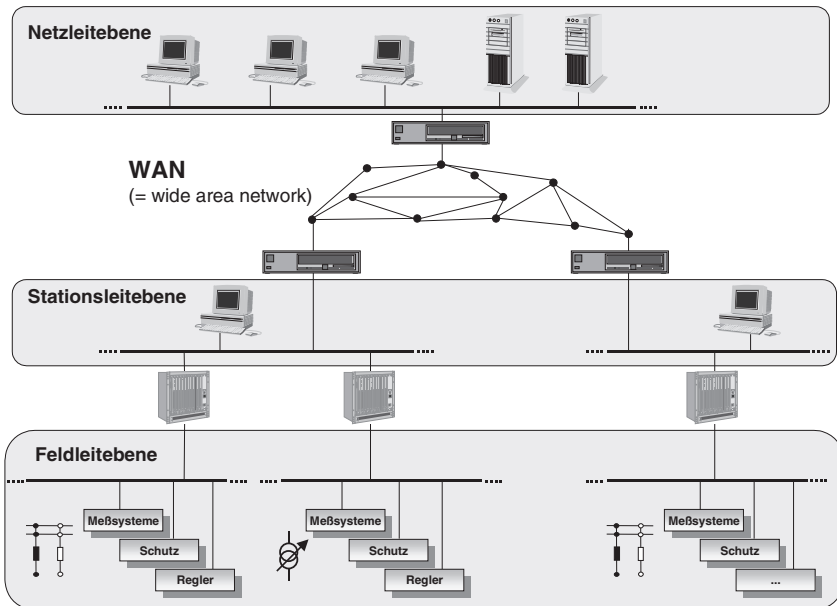 Netzleitebene
WAN
(= wide area network)
Stationsleitebene
Feldleitebene
Meßsysteme
Schutz
Regler
Meßsysteme
Schutz
Regler
Meßsysteme
Schutz
...